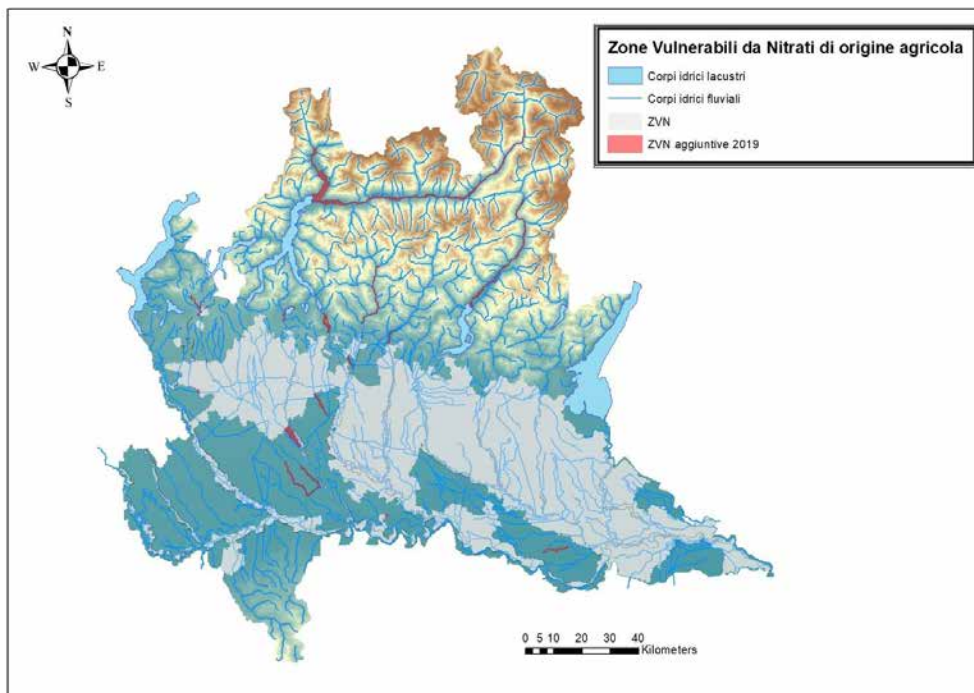 N
W E
S
Zone Vulnerabili da Nitrati di origine agricola
Corpi idrici lacustri
Corpi idrici fluviali
ZVN
ZVN aggiuntive 2019
0 5 10 20 30 40
Kilometers